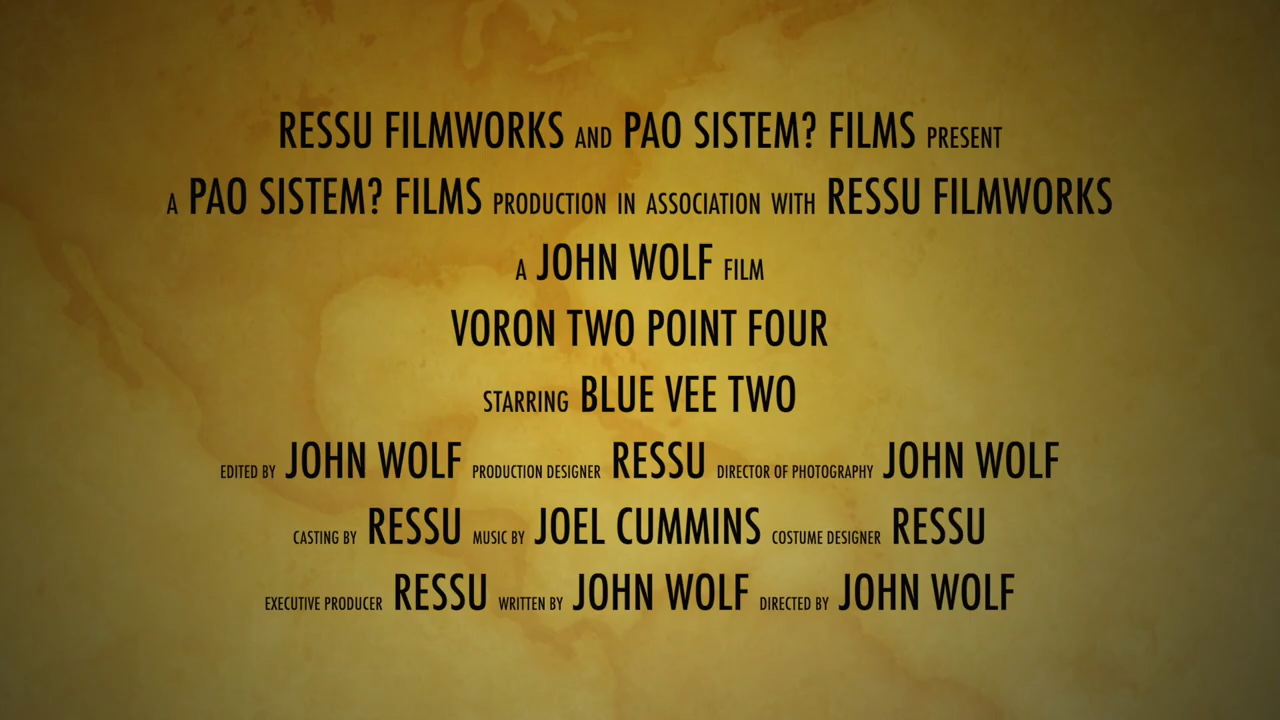 RESSU FILMWORKS AND PAO SISTEM? FILMS PRESENT
A PAO SISTEM? FILMS PRODUCTION IN ASSOCIATION WITH RESSU FILMWORKS
A JOHN WOLF FILM
VORON TWO POINT FOUR
STARRING BLUE VEE TWO
EDITED BY JOHN WOLF PRODUCTION DESIGNER RESSU DIRECTOR OF PHOTOGRAPHY JOHN WOLF
CASTING BY RESSU MUSIC BY JOEL CUMMINS COSTUME DESIGNER RESSU
EXECUTIVE PRODUCER RESSU WRITTEN BY JOHN WOLF DIRECTED BY JOHN WOLF